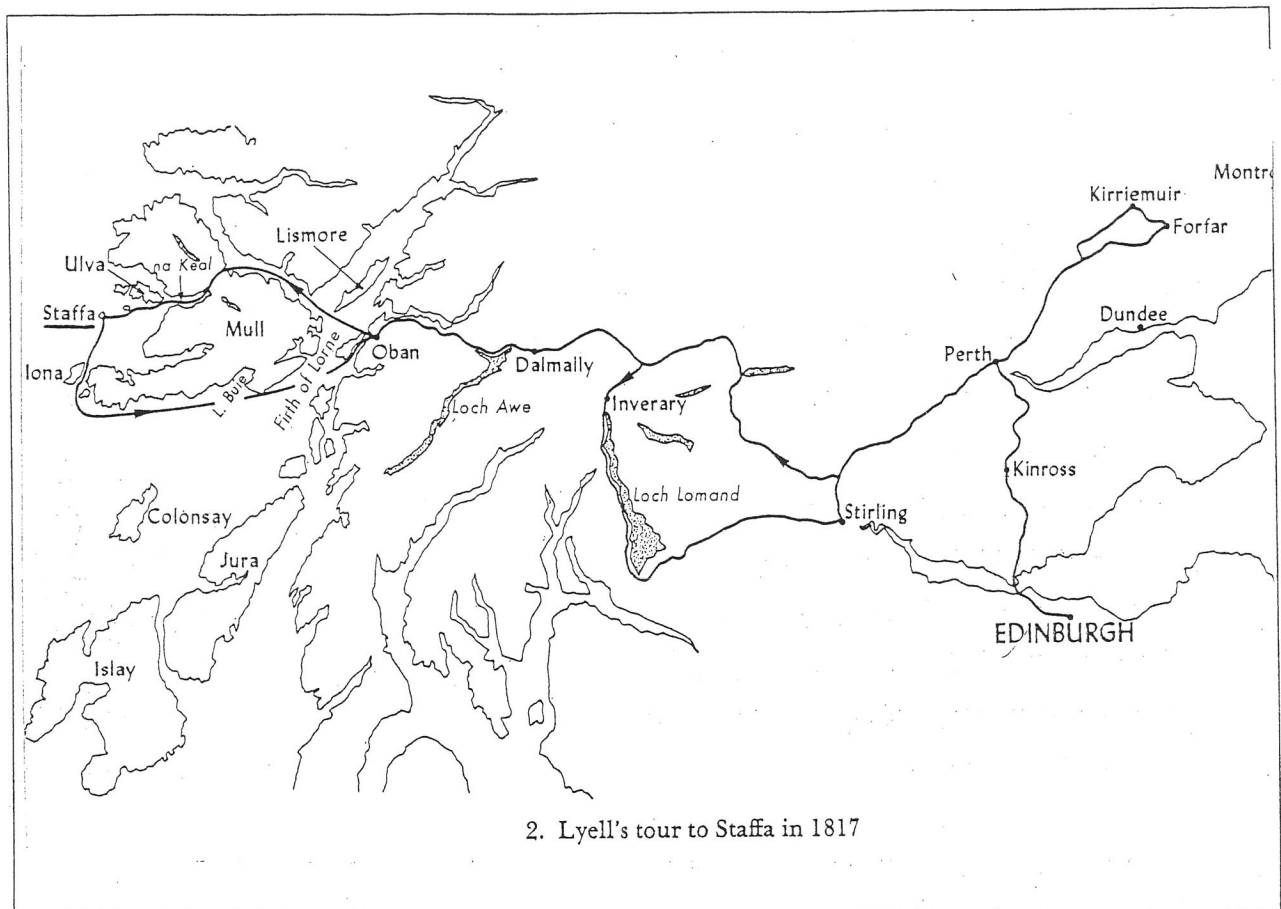 Montr
Kirriemuir
Forfar
Lismore
Ulva
na Keal
Staffa
Dundee
Mull
Oban
Dalmally
Perth
Iona
L. Buie
Firth of Lorne
Loch Awe
Inverary
Kinross
Loch Lomand
Colonsay
Stirling
Jura
EDINBURGH
Islay
2. Lyell's tour to Staffa in 1817